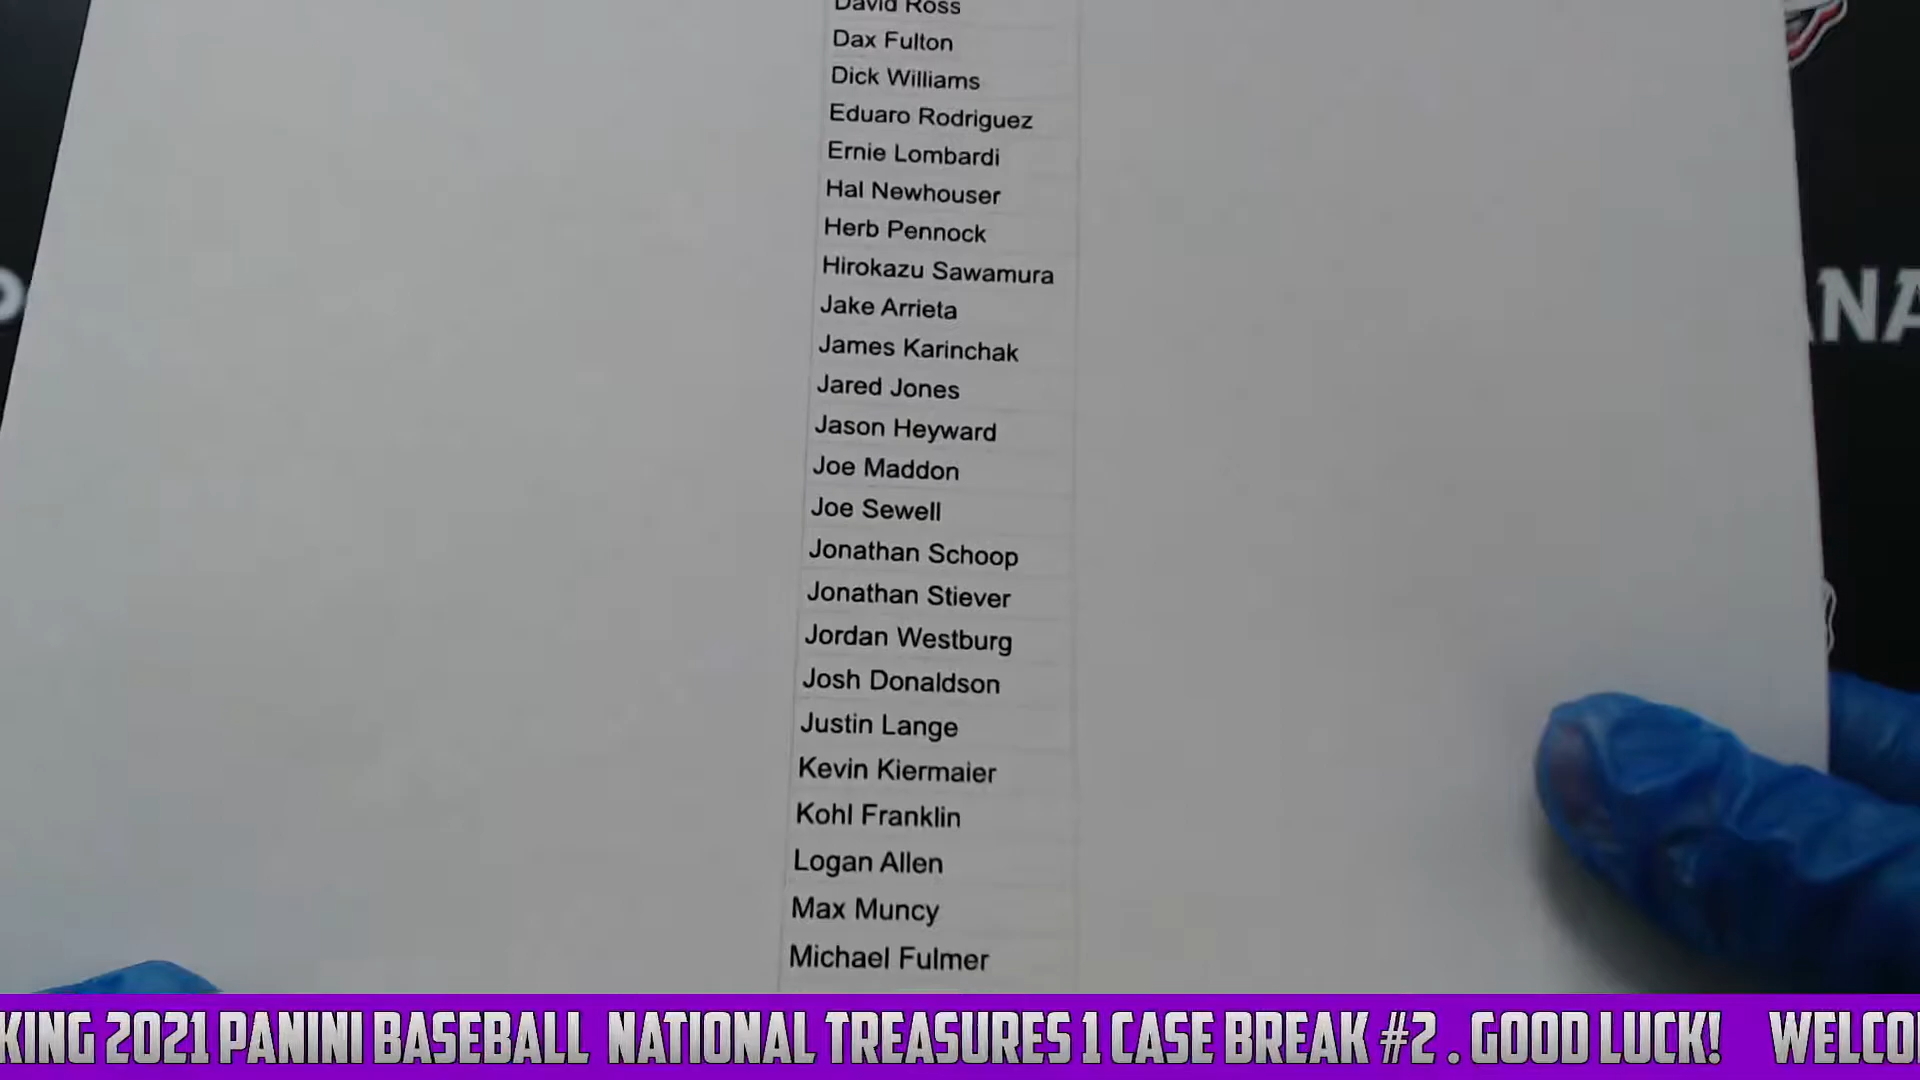 David Ross
Dax Fulton
Dick Williams
Eduaro Rodriguez
Ernie Lombardi
Hal Newhouser
Herb Pennock
Hirokazu Sawamura
Jake Arrieta
James Karinchak
Jared Jones
Jason Heyward
Joe Maddon
Joe Sewell
Jonathan Schoop
Jonathan Stiever
Jordan Westburg
Josh Donaldson
Justin Lange
Kevin Kiermaier
Kohl Franklin
Logan Allen
Max Muncy
Michael Fulmer
KING 2021 PANINI BASEBALL NATIONAL TREASURES 1 CASE BREAK #2 . GOOD LUCK! WELCO